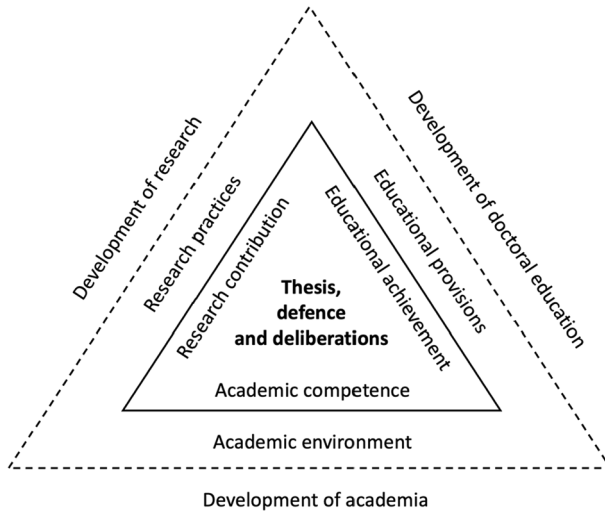 Development of research
Research practices
Research contribution
Development of doctoral education
Educational provisions
Educational achievement
Thesis,
defence
and deliberations
Academic competence
Academic environment
Development of academia